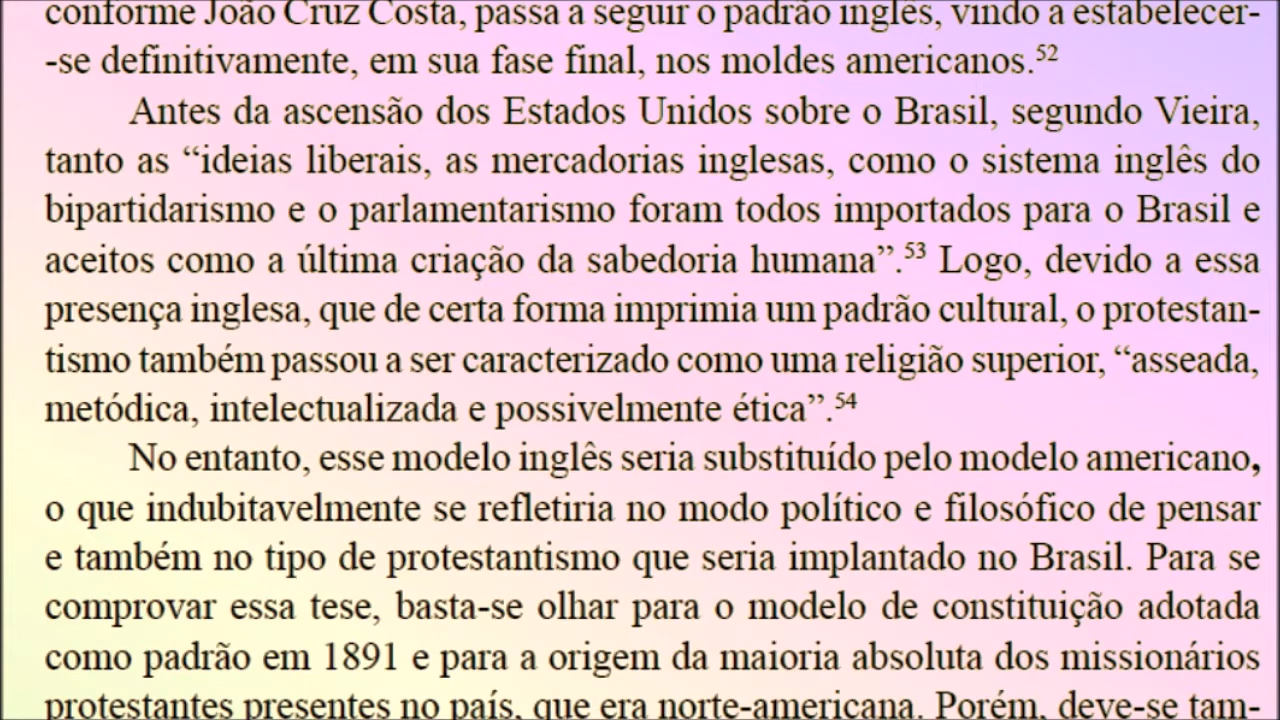 conforme João Cruz Costa, passa a seguir o padrão inglês, vindo a estabelecer-
-se definitivamente, em sua fase final, nos moldes americanos.52
Antes da ascensão dos Estados Unidos sobre o Brasil, segundo Vieira,
tanto as “ideias liberais, as mercadorias inglesas, como o sistema inglês do
bipartidarismo e o parlamentarismo foram todos importados para o Brasil e
aceitos como a última criação da sabedoria humana”.53 Logo, devido a essa
presença inglesa, que de certa forma imprimia um padrão cultural, o protestan-
tismo também passou a ser caracterizado como uma religião superior, “asseada,
metódica, intelectualizada e possivelmente ética”.54
No entanto, esse modelo inglês seria substituído pelo modelo americano,
o que indubitavelmente se refletiria no modo político e filosófico de pensar
e também no tipo de protestantismo que seria implantado no Brasil. Para se
comprovar essa tese, basta-se olhar para o modelo de constituição adotada
como padrão em 1891 e para a origem da maioria absoluta dos missionários
protestantes presentes no país, que era norte-americana. Porém, deve-se tam-